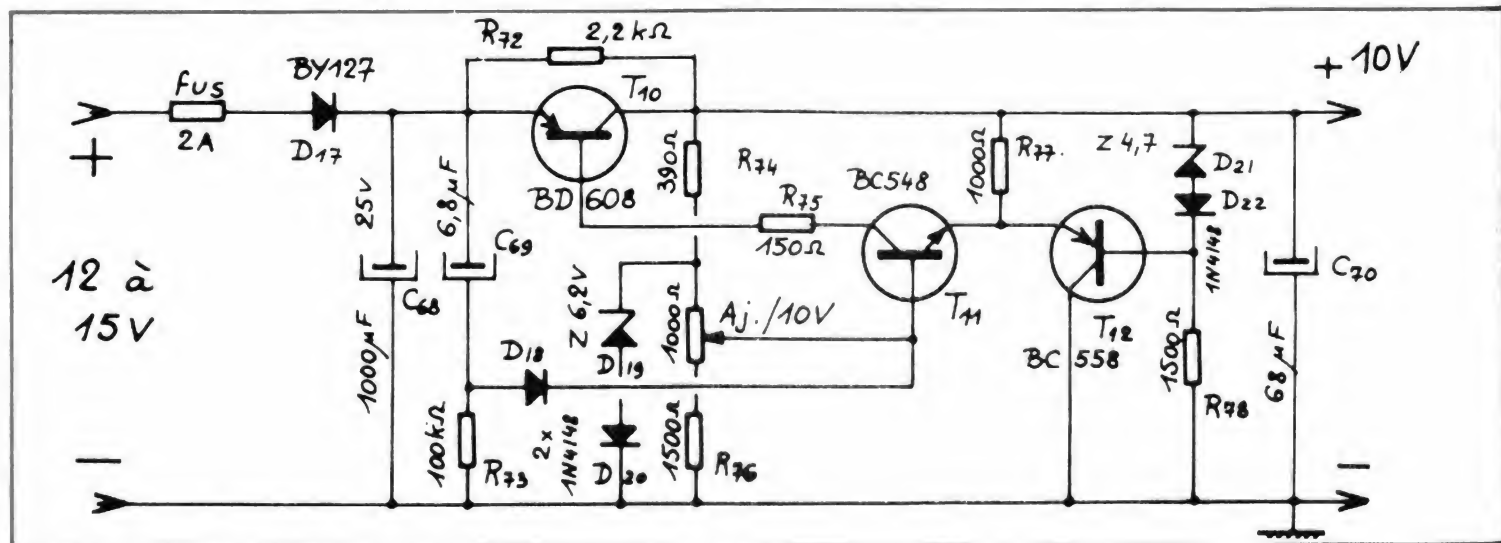 fus
2A
BY127
D17
R72
2,2kΩ
T10
BD 608
+ 10V
+
12 à
15V
25V
1000µF
C68
6,8µF
C69
390Ω
R74
R75
150Ω
BC548
T11
1000Ω
R77.
Z 4,7
D21
D22
1N4148
T12
BC 558
1500Ω
R78
68µF
C70
Z 6,2V
D19
1000Ω
Aj./10V
D18
100kΩ
R73
2x
1N4148
D20
1500Ω
R76
—
—